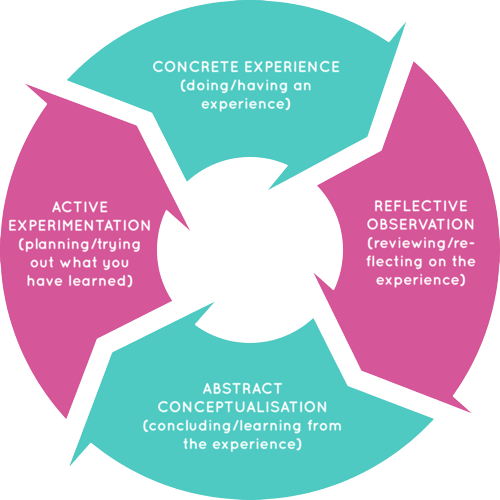 CONCRETE EXPERIENCE
(doing/having an
experience)
REFLECTIVE
OBSERVATION
(reviewing/re-
flecting on the
experience)
ABSTRACT
CONCEPTUALISATION
(concluding/learning from
the experience)
ACTIVE
EXPERIMENTATION
(planning/trying
out what you
have learned)